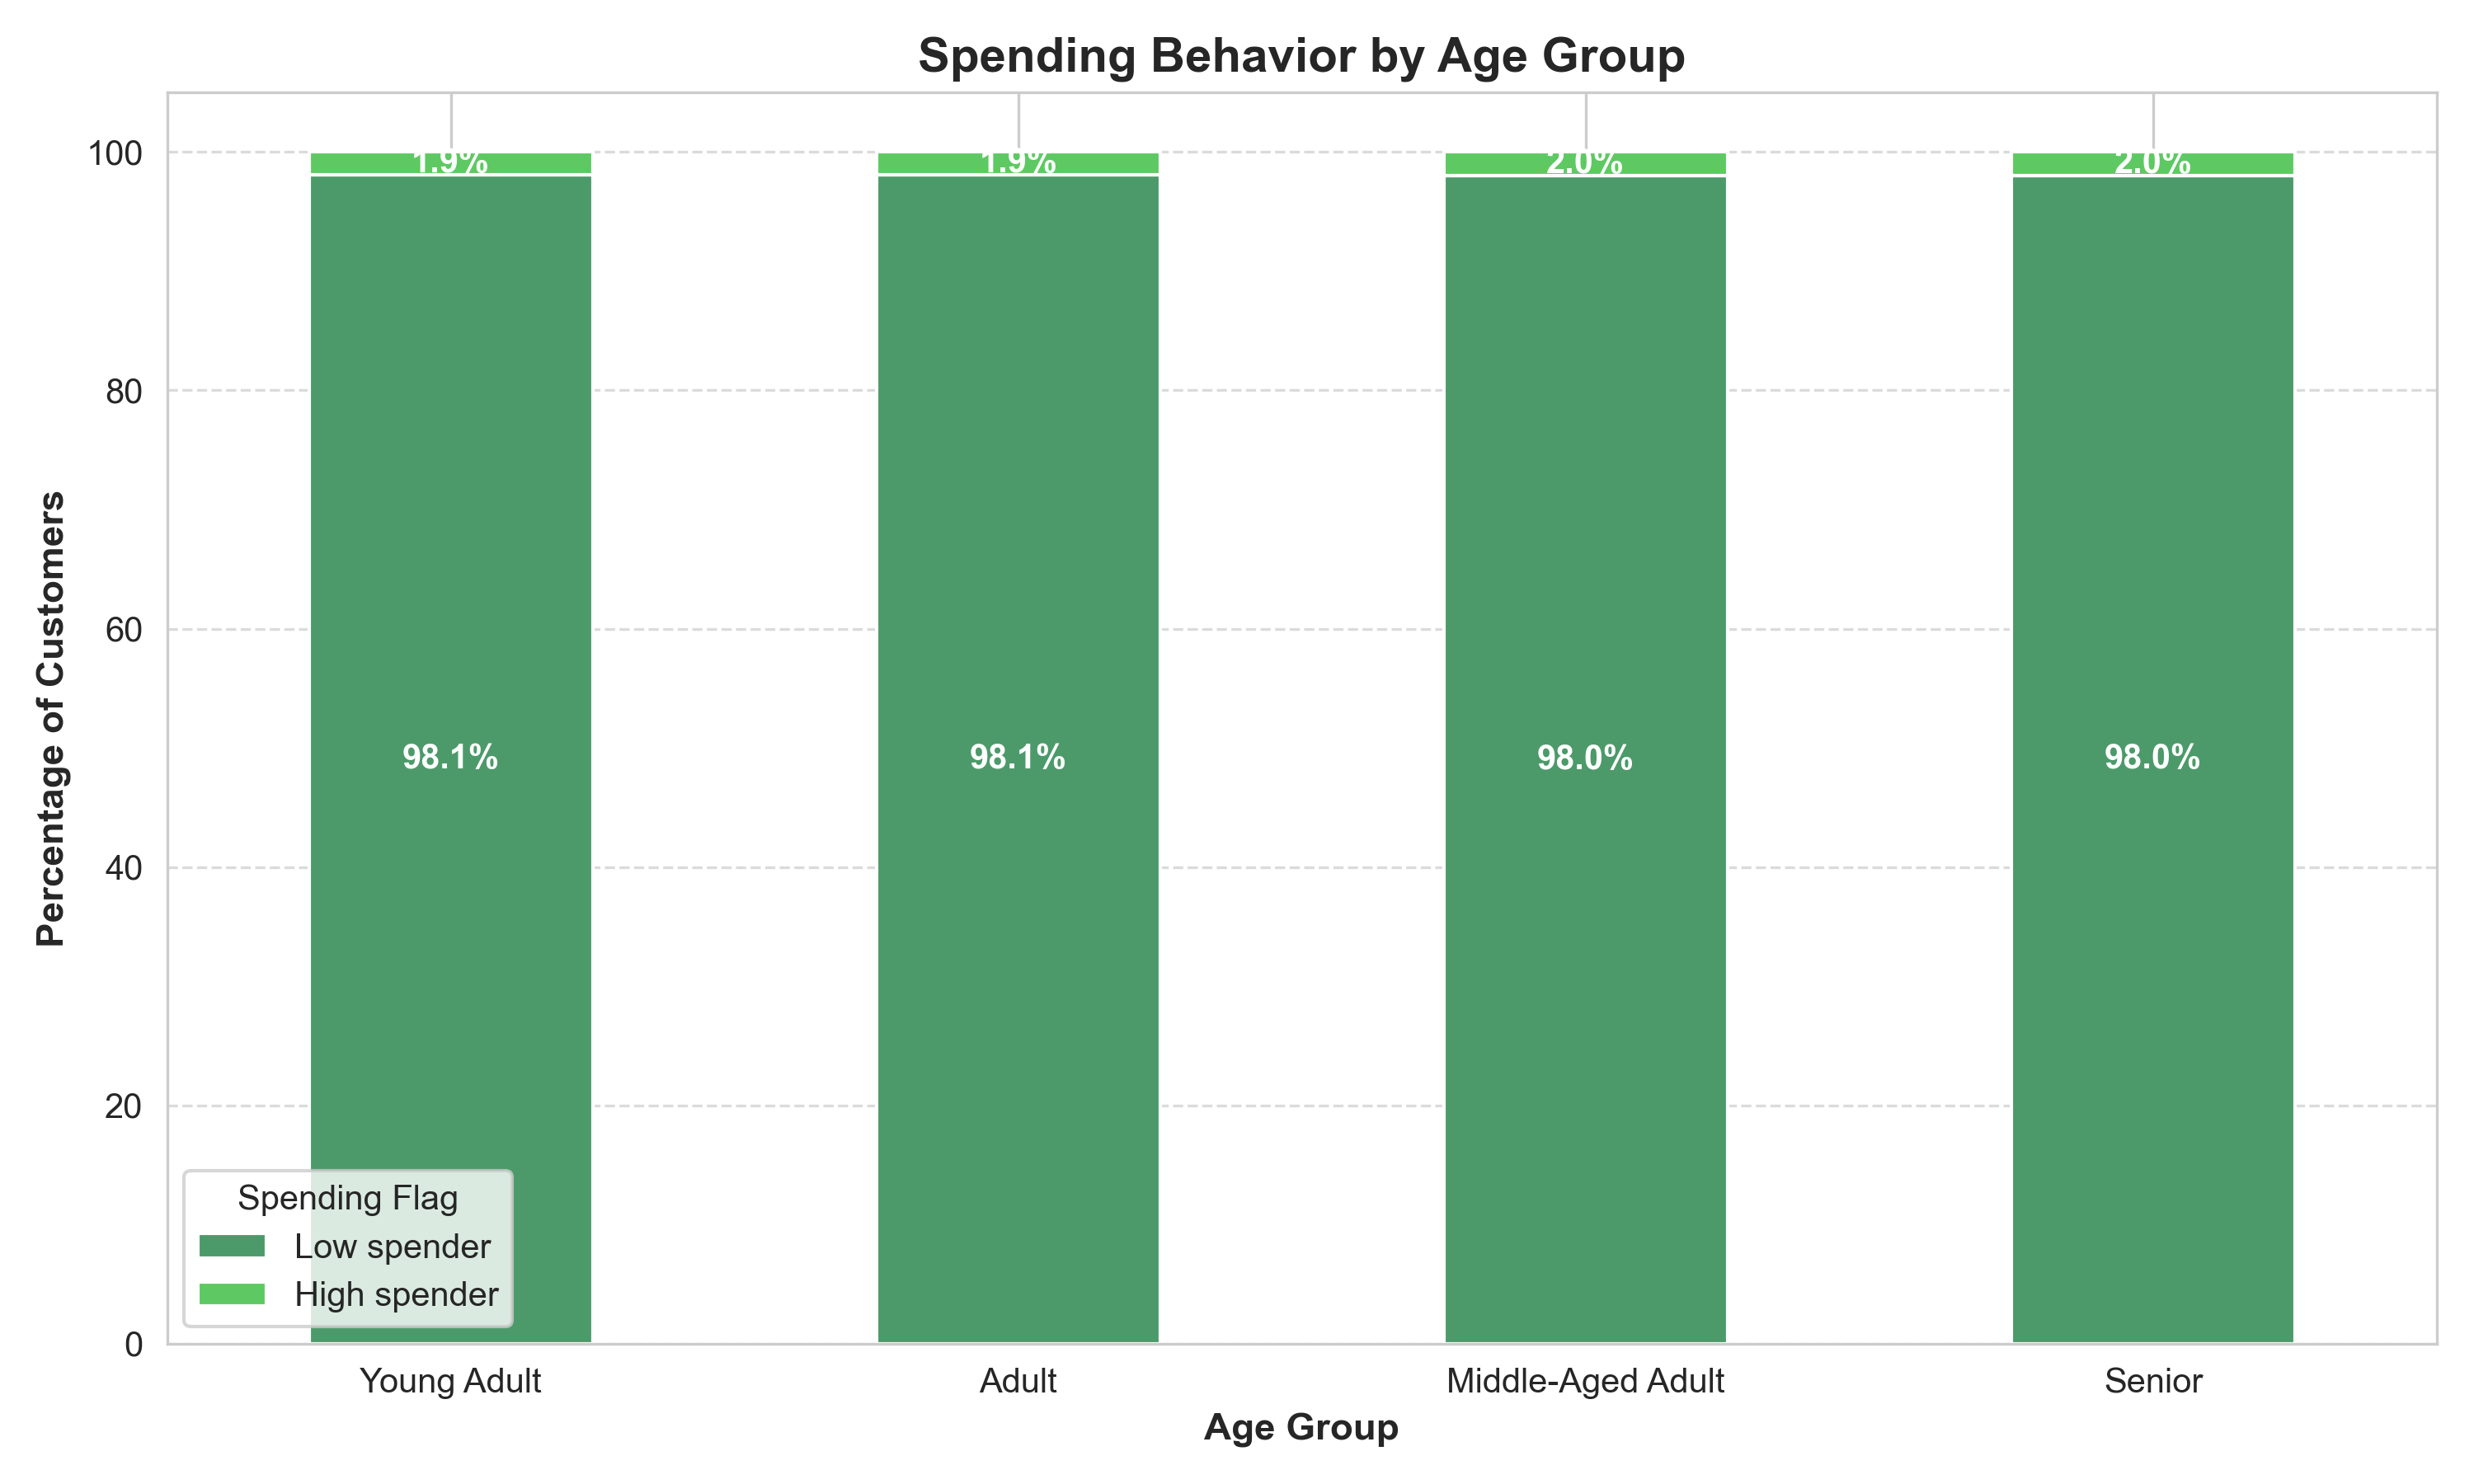 Spending Behavior by Age Group
Percentage of Customers
100
80
60
40
20
0
1.9%
1.9%
2.0%
2.0%
98.1%
98.1%
98.0%
98.0%
Spending Flag
Low spender
High spender
Young Adult
Adult
Middle-Aged Adult
Senior
Age Group